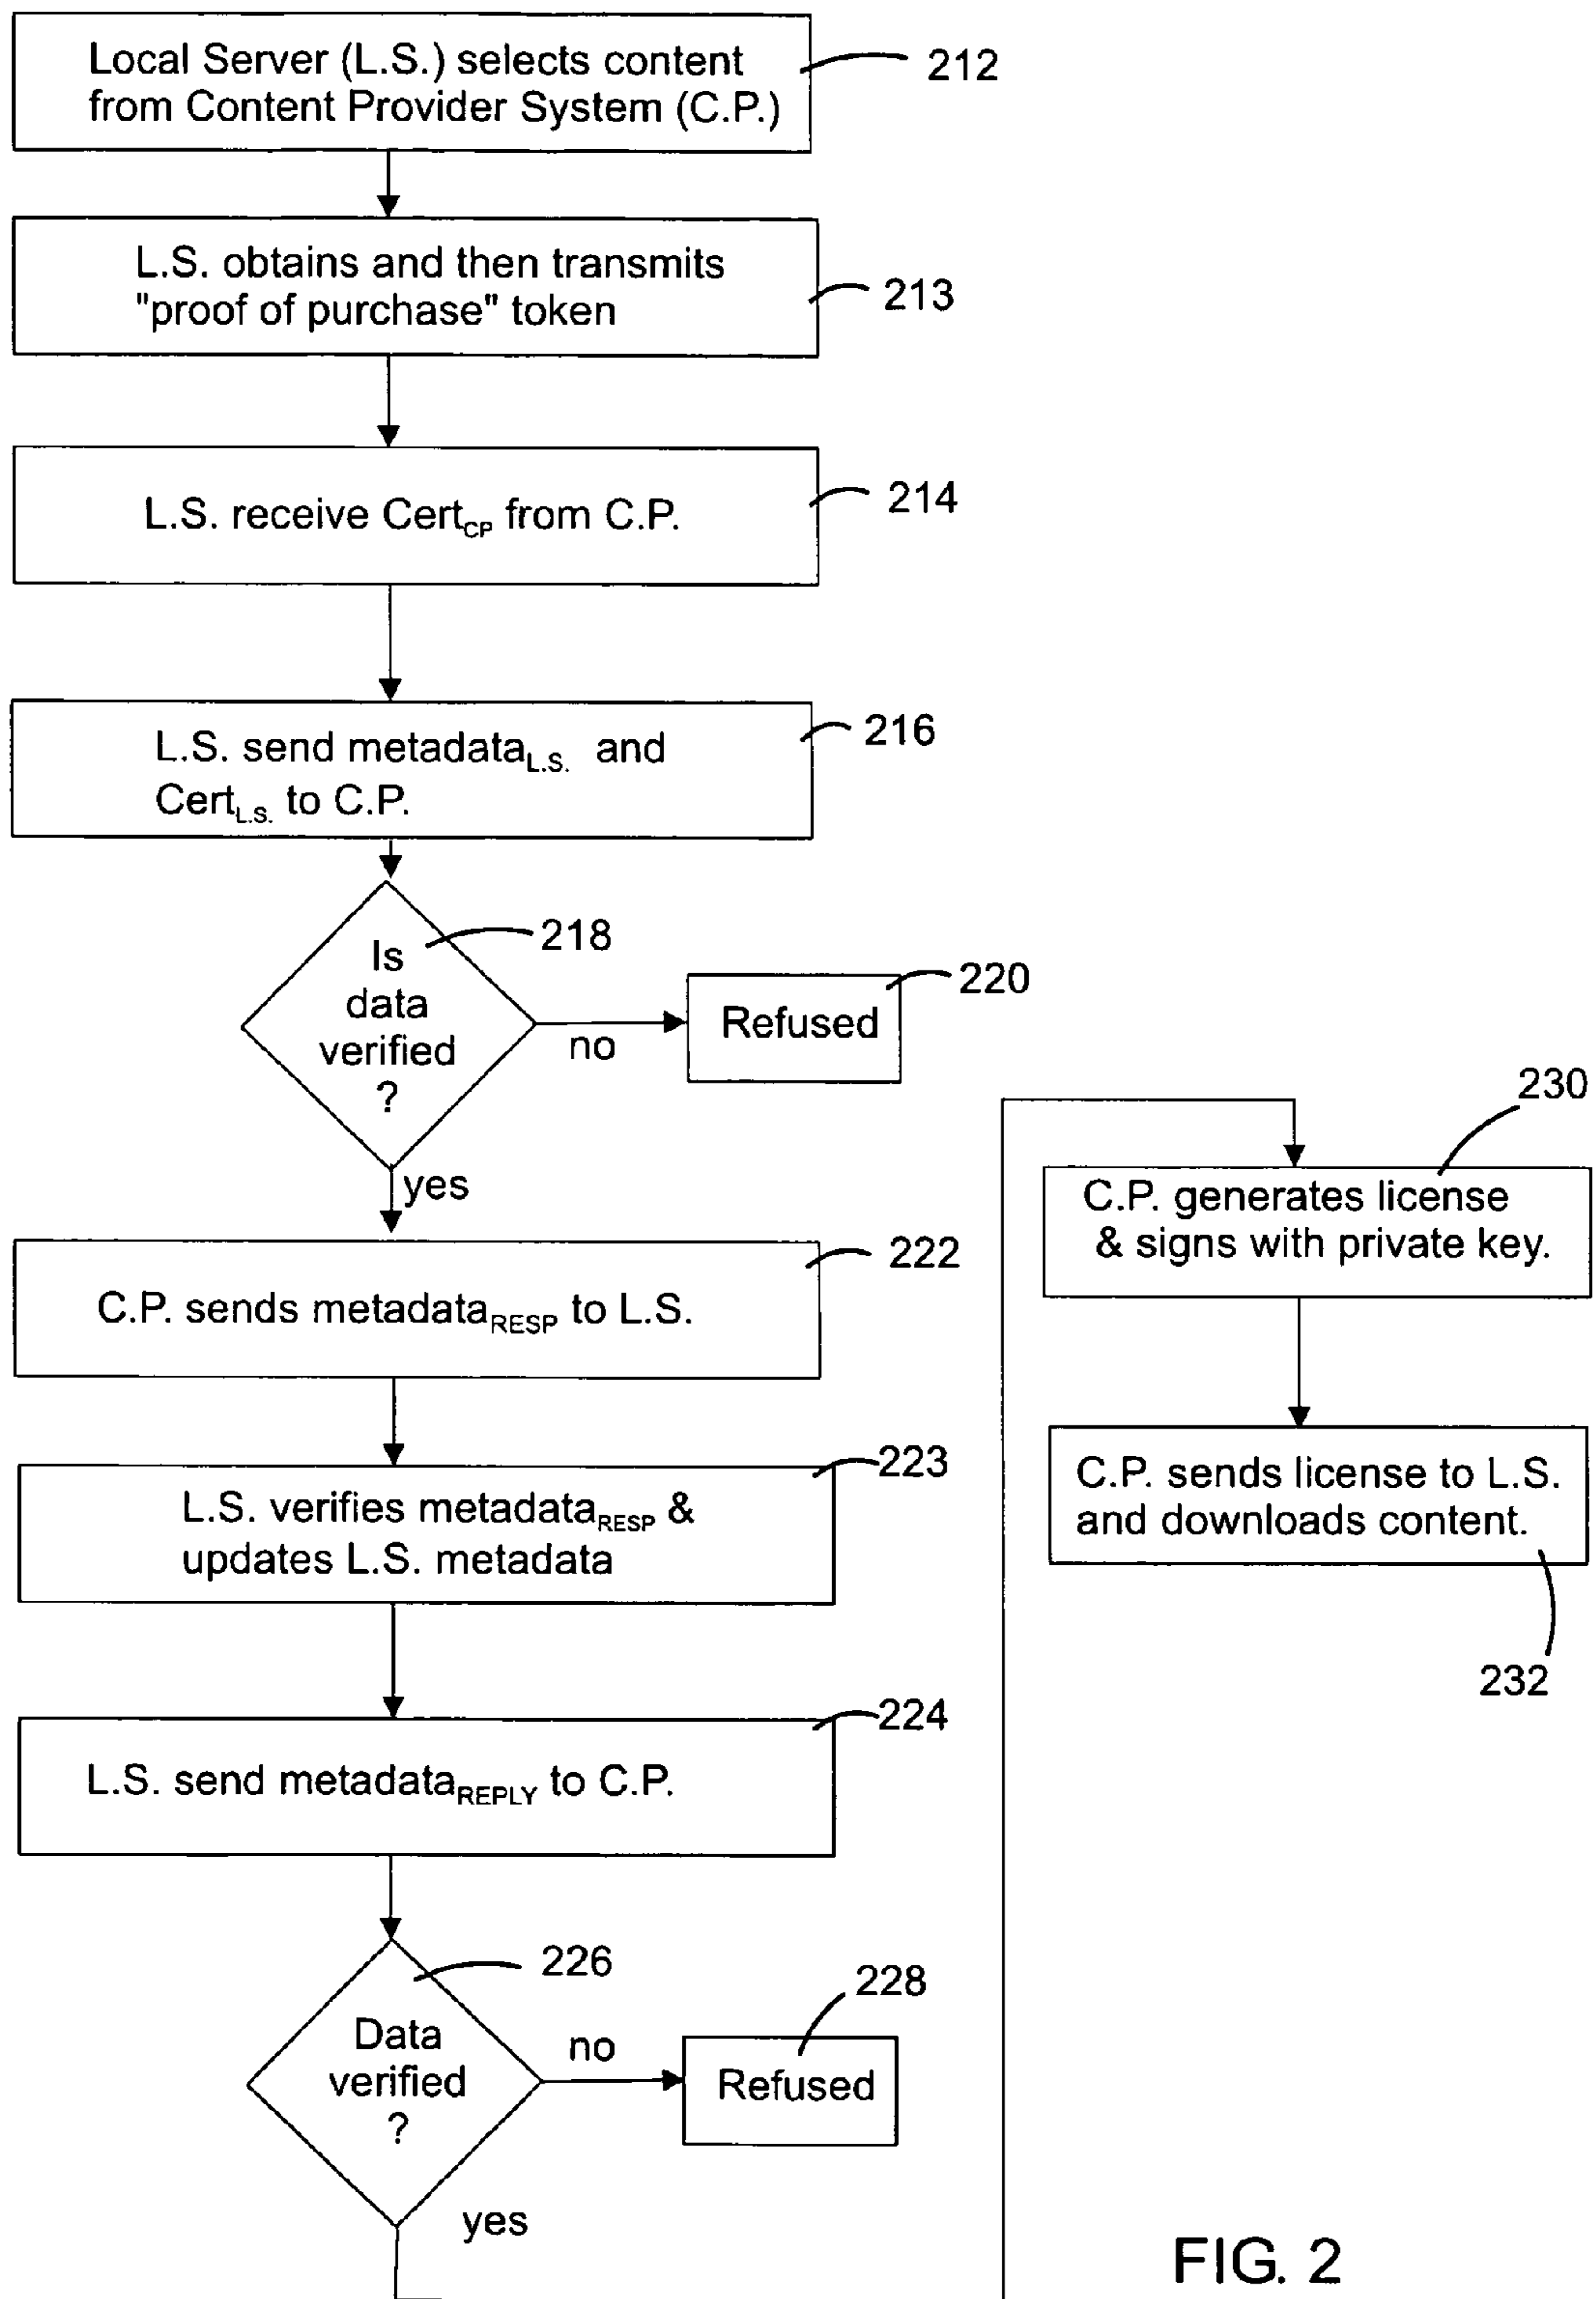 Local Server (L.S.) selects content
from Content Provider System (C.P.)
212
L.S. obtains and then transmits
"proof of purchase" token
213
L.S. receive CertCP from C.P.
214
L.S. send metadataL.S. and
CertL.S. to C.P.
216
Is
data
verified
?
218
no
Refused
220
yes
C.P. sends metadataRESP to L.S.
222
L.S. verifies metadataRESP &
updates L.S. metadata
223
L.S. send metadataREPLY to C.P.
224
Data
verified
?
226
no
Refused
228
yes
C.P. generates license
& signs with private key.
230
C.P. sends license to L.S.
and downloads content.
232
FIG. 2